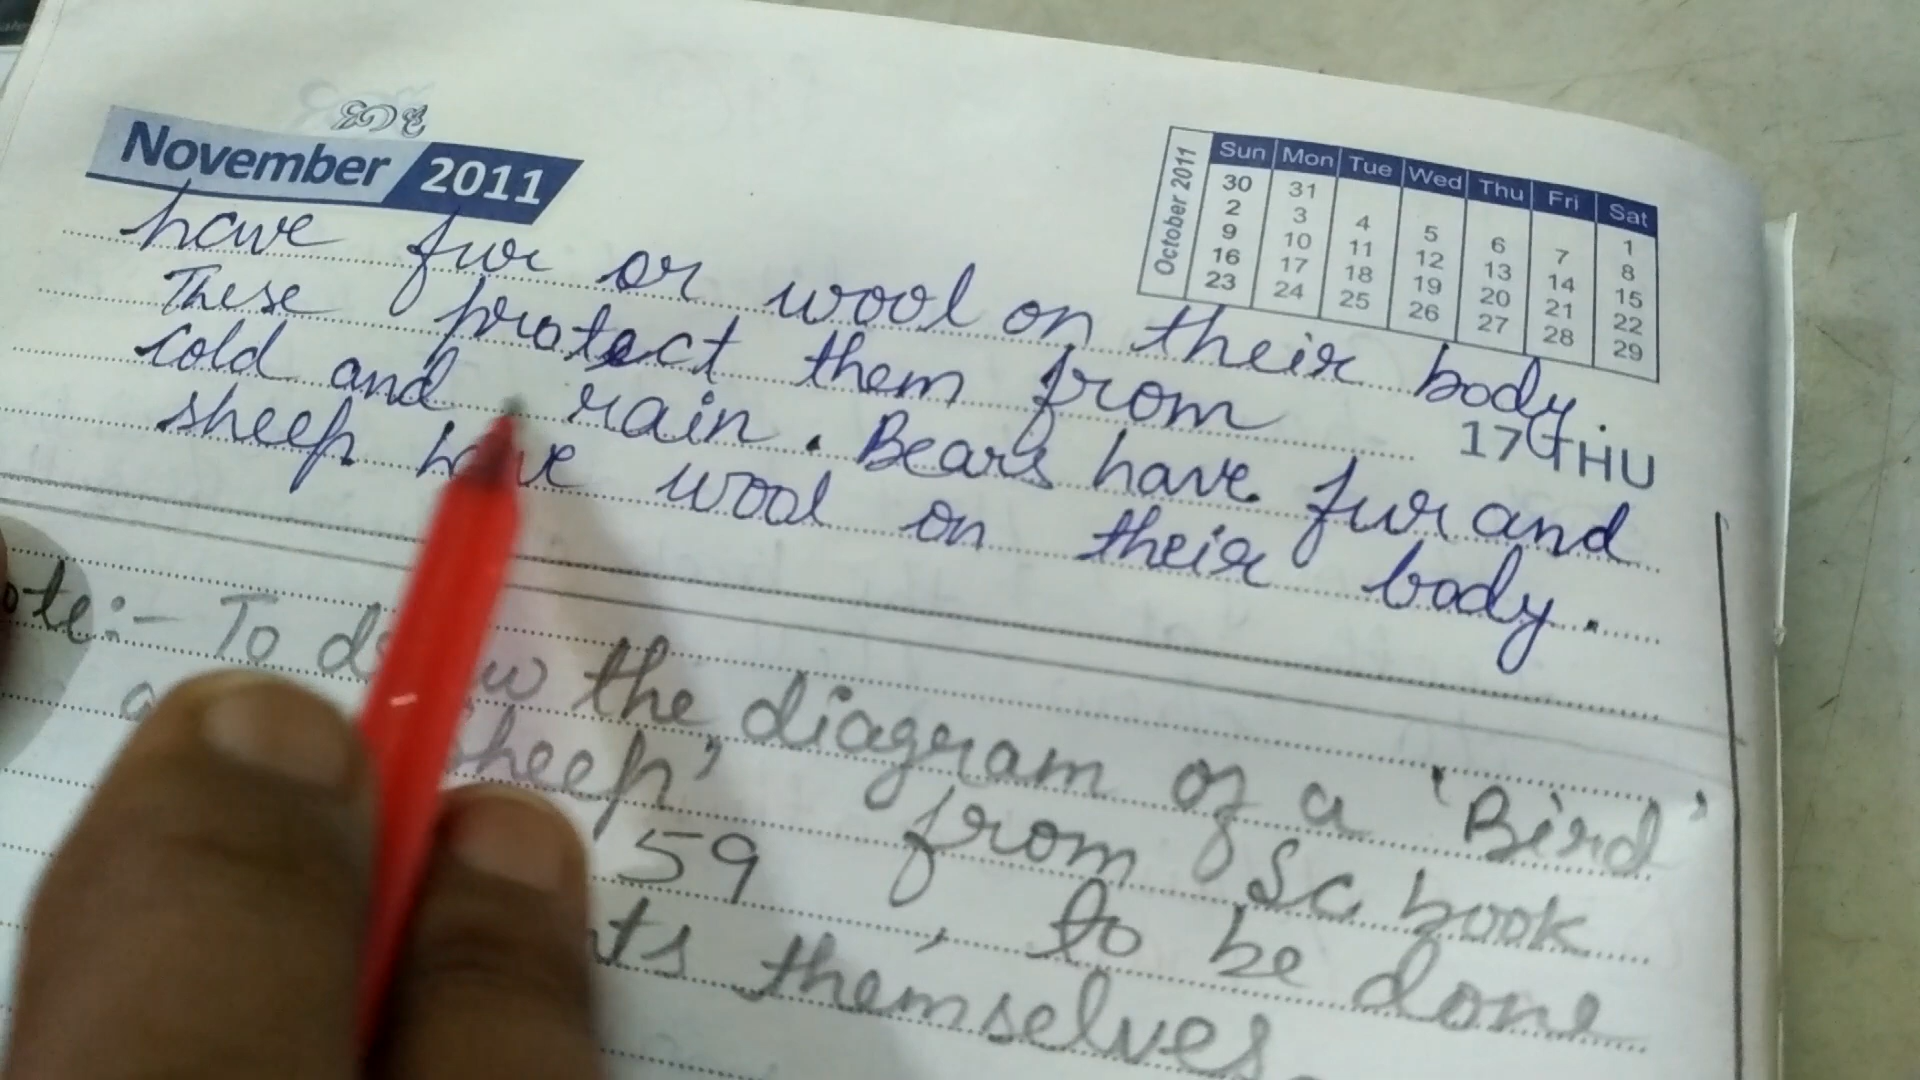 November 2011
have fur or wool on their body.
These protect them from
cold and rain. Bears have fur and
sheep have wool on their body.
17 THU
October 2011
Sun Mon Tue Wed Thu Fri Sat
30 31 1
2 3 4 5 6 7 8
9 10 11 12 13 14 15
16 17 18 19 20 21 22
23 24 25 26 27 28 29
ote:- To draw the diagram of a 'Bird'
sheep' from Sc. book
59, to be done
themselves.